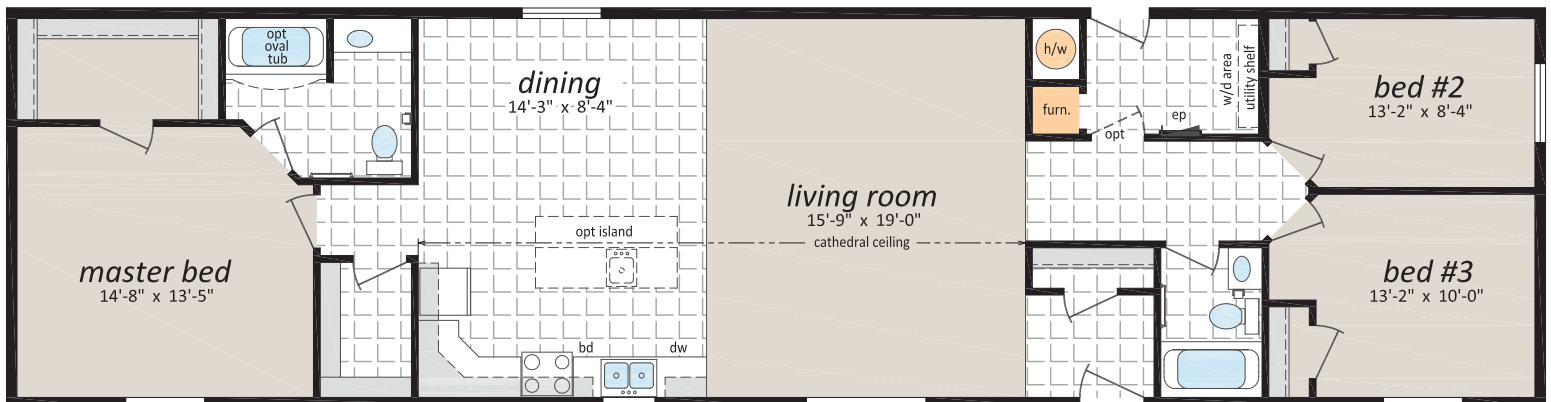 opt
oval
tub
dining
14'-3" x 8'-4"
h/w
furn.
w/d area
utility shelf
ep
opt
bed #2
13'-2" x 8'-4"
living room
15'-9" x 19'-0"
cathedral ceiling
opt island
master bed
14'-8" x 13'-5"
bed #3
13'-2" x 10'-0"
bd
dw